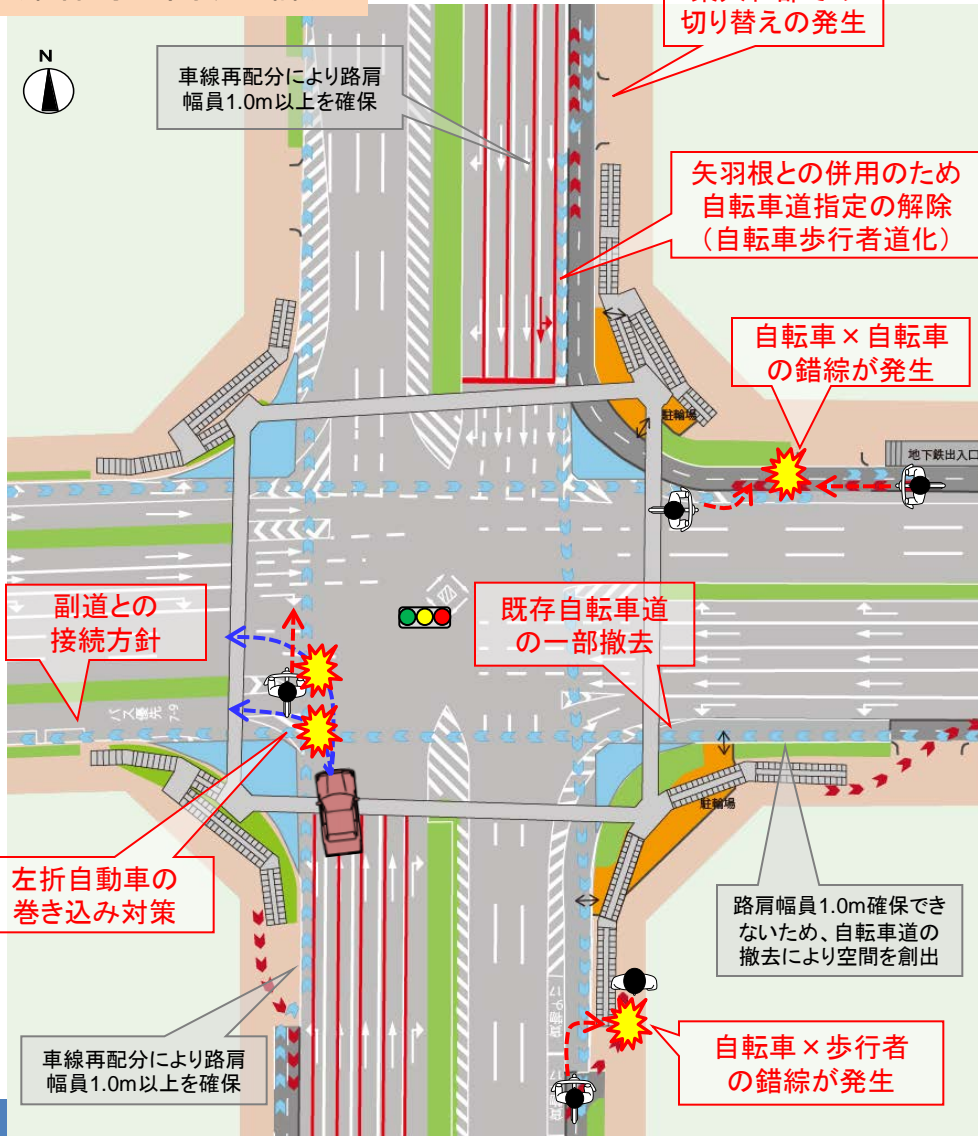 切り替えの発生
N
車線再配分により路肩
幅員1.0m以上を確保
矢羽根との併用のため
自転車道指定の解除
（自転車歩行者道化）
自転車×自転車
の錯綜が発生
駐輪場
地下鉄出入口
副道との
接続方針
既存自転車道
の一部撤去
バス優先
7-9
駐輪場
左折自動車の
巻き込み対策
路肩幅員1.0m確保でき
ないため、自転車道の
撤去により空間を創出
車線再配分により路肩
幅員1.0m以上を確保
自転車×歩行者
の錯綜が発生